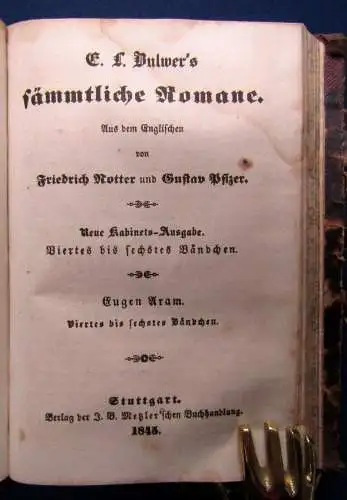 E. L. Bulwer's
sämmtliche Romane.
Aus dem Englischen
von
Friedrich Notter und Gustav Pfizer.
Neue Kabinets-Ausgabe.
Viertes bis sechstes Bändchen.
Eugen Aram.
Viertes bis sechstes Bändchen.
Stuttgart.
Verlag der J. B. Metzler'schen Buchhandlung.
1845.